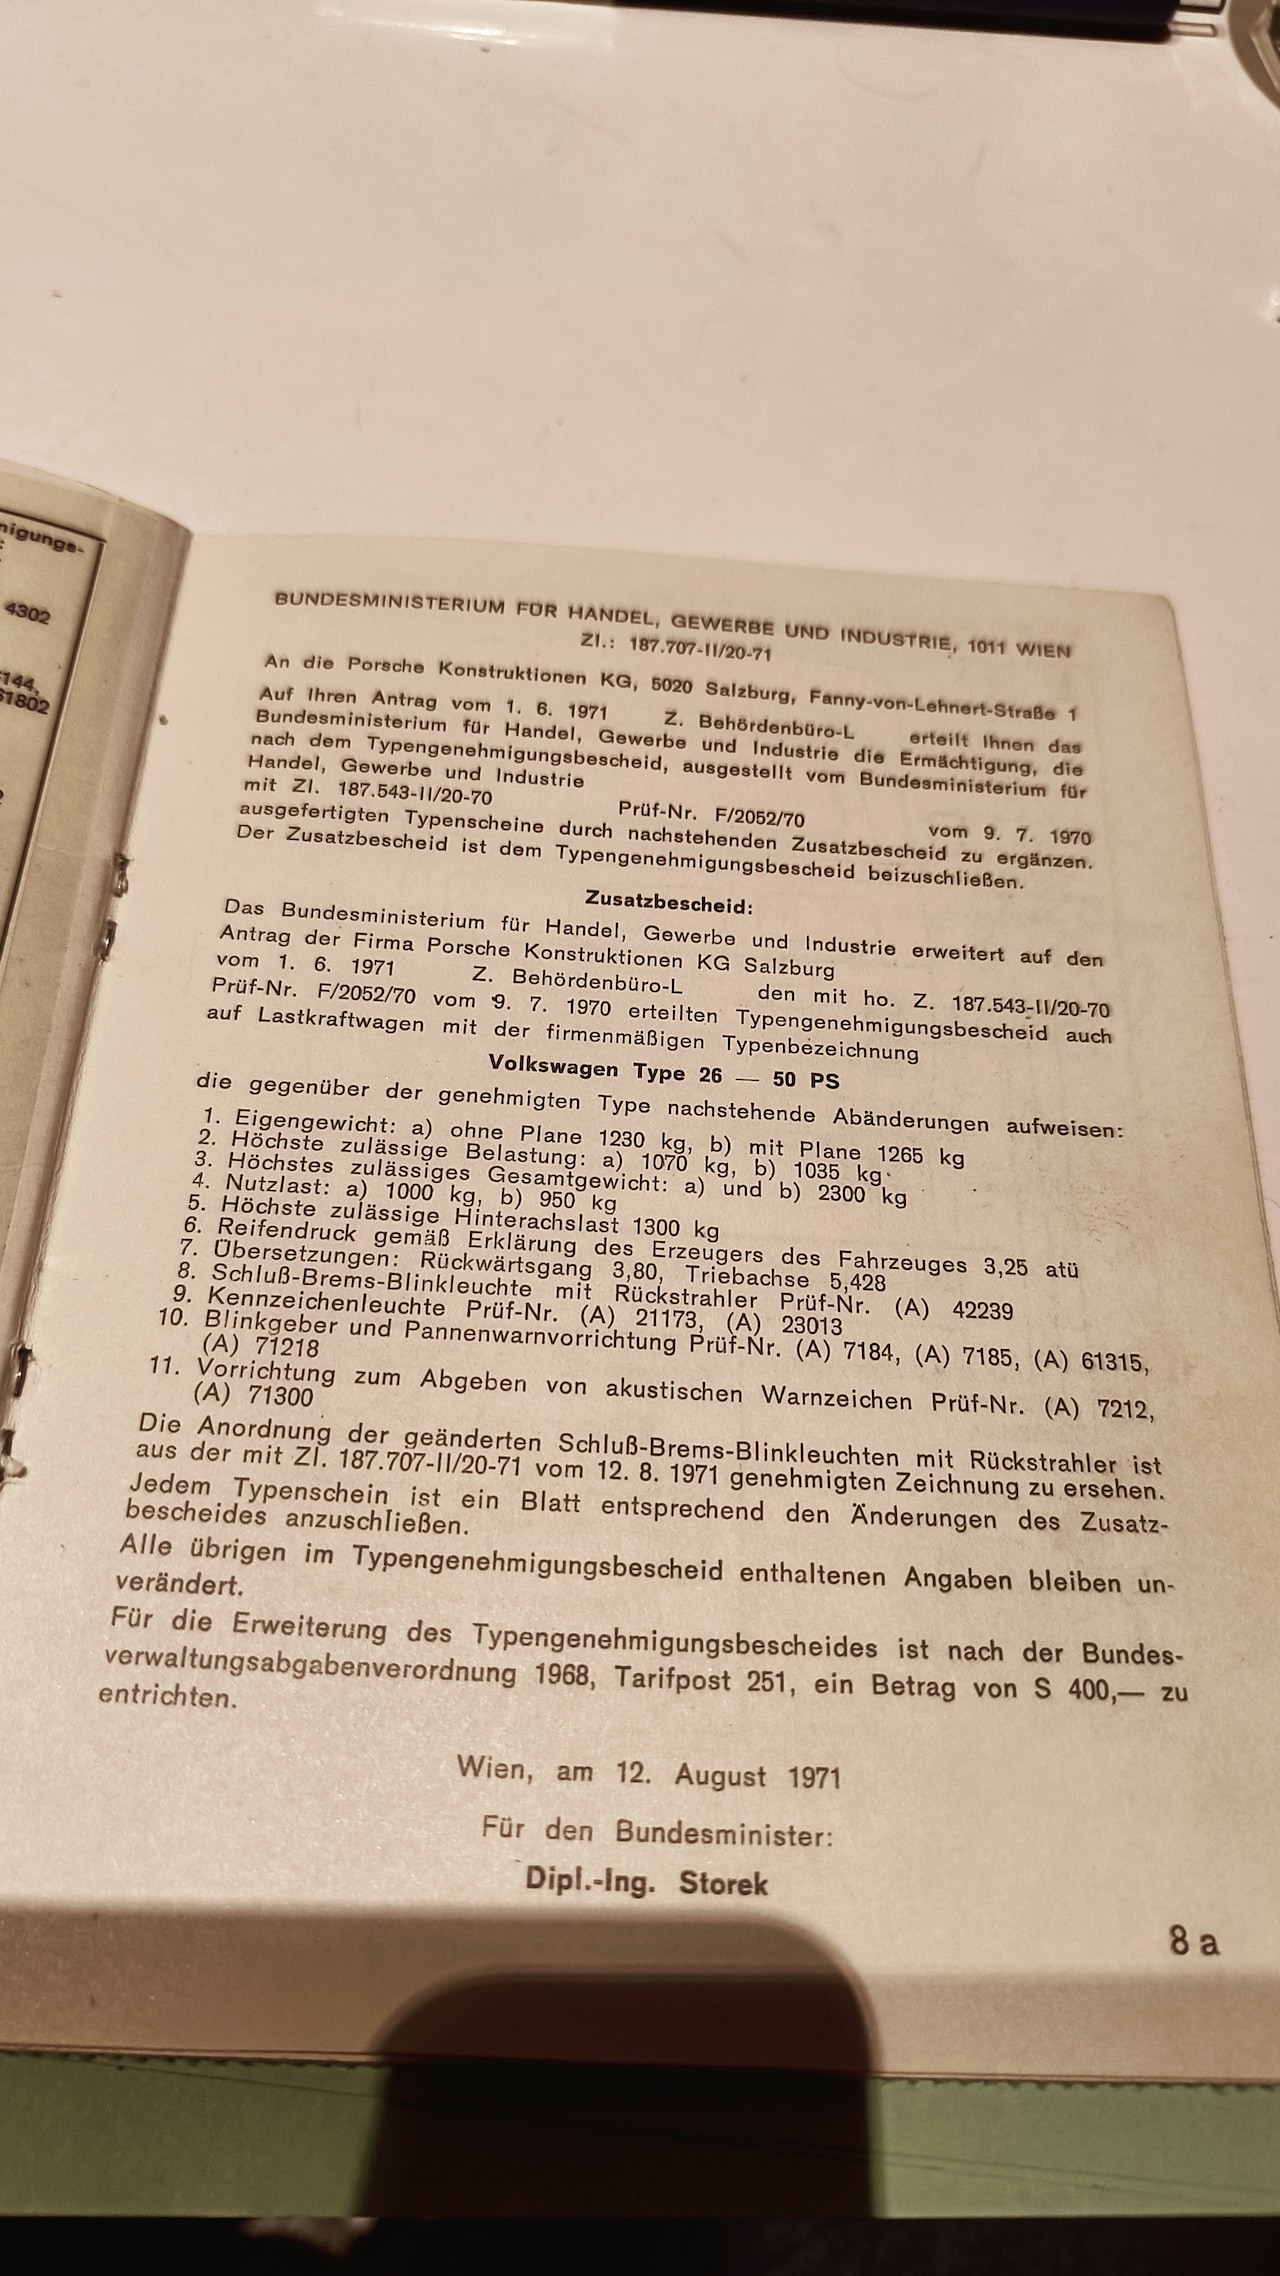 nigungs-
4302
144,
61802
BUNDESMINISTERIUM FÜR HANDEL, GEWERBE UND INDUSTRIE, 1011 WIEN
Zl.: 187.707-II/20-71
An die Porsche Konstruktionen KG, 5020 Salzburg, Fanny-von-Lehnert-Straße 1
Auf Ihren Antrag vom 1. 6. 1971 Z. Behördenbüro-L erteilt Ihnen das
Bundesministerium für Handel, Gewerbe und Industrie die Ermächtigung, die
nach dem Typengenehmigungsbescheid, ausgestellt vom Bundesministerium für
Handel, Gewerbe und Industrie
mit Zl. 187.543-II/20-70 Prüf-Nr. F/2052/70 vom 9. 7. 1970
ausgefertigten Typenscheine durch nachstehenden Zusatzbescheid zu ergänzen.
Der Zusatzbescheid ist dem Typengenehmigungsbescheid beizuschließen.
Zusatzbescheid:
Das Bundesministerium für Handel, Gewerbe und Industrie erweitert auf den
Antrag der Firma Porsche Konstruktionen KG Salzburg
vom 1. 6. 1971 Z. Behördenbüro-L den mit ho. Z. 187.543-II/20-70
Prüf-Nr. F/2052/70 vom 9. 7. 1970 erteilten Typengenehmigungsbescheid auch
auf Lastkraftwagen mit der firmenmäßigen Typenbezeichnung
Volkswagen Type 26 — 50 PS
die gegenüber der genehmigten Type nachstehende Abänderungen aufweisen:
1. Eigengewicht: a) ohne Plane 1230 kg, b) mit Plane 1265 kg
2. Höchste zulässige Belastung: a) 1070 kg, b) 1035 kg
3. Höchstes zulässiges Gesamtgewicht: a) und b) 2300 kg
4. Nutzlast: a) 1000 kg, b) 950 kg
5. Höchste zulässige Hinterachslast 1300 kg
6. Reifendruck gemäß Erklärung des Erzeugers des Fahrzeuges 3,25 atü
7. Übersetzungen: Rückwärtsgang 3,80, Triebachse 5,428
8. Schluß-Brems-Blinkleuchte mit Rückstrahler Prüf-Nr. (A) 42239
9. Kennzeichenleuchte Prüf-Nr. (A) 21173, (A) 23013
10. Blinkgeber und Pannenwarnvorrichtung Prüf-Nr. (A) 7184, (A) 7185, (A) 61315,
(A) 71218
11. Vorrichtung zum Abgeben von akustischen Warnzeichen Prüf-Nr. (A) 7212,
(A) 71300
Die Anordnung der geänderten Schluß-Brems-Blinkleuchten mit Rückstrahler ist
aus der mit Zl. 187.707-II/20-71 vom 12. 8. 1971 genehmigten Zeichnung zu ersehen.
Jedem Typenschein ist ein Blatt entsprechend den Änderungen des Zusatz-
bescheides anzuschließen.
Alle übrigen im Typengenehmigungsbescheid enthaltenen Angaben bleiben un-
verändert.
Für die Erweiterung des Typengenehmigungsbescheides ist nach der Bundes-
verwaltungsabgabenverordnung 1968, Tarifpost 251, ein Betrag von S 400,— zu
entrichten.
Wien, am 12. August 1971
Für den Bundesminister:
Dipl.-Ing. Storek
8 a